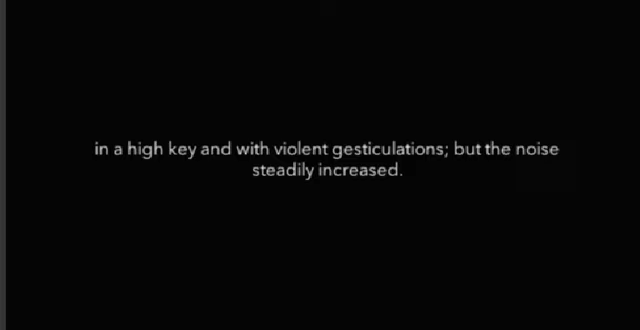 in a high key and with violent gesticulations; but the noise
steadily increased.